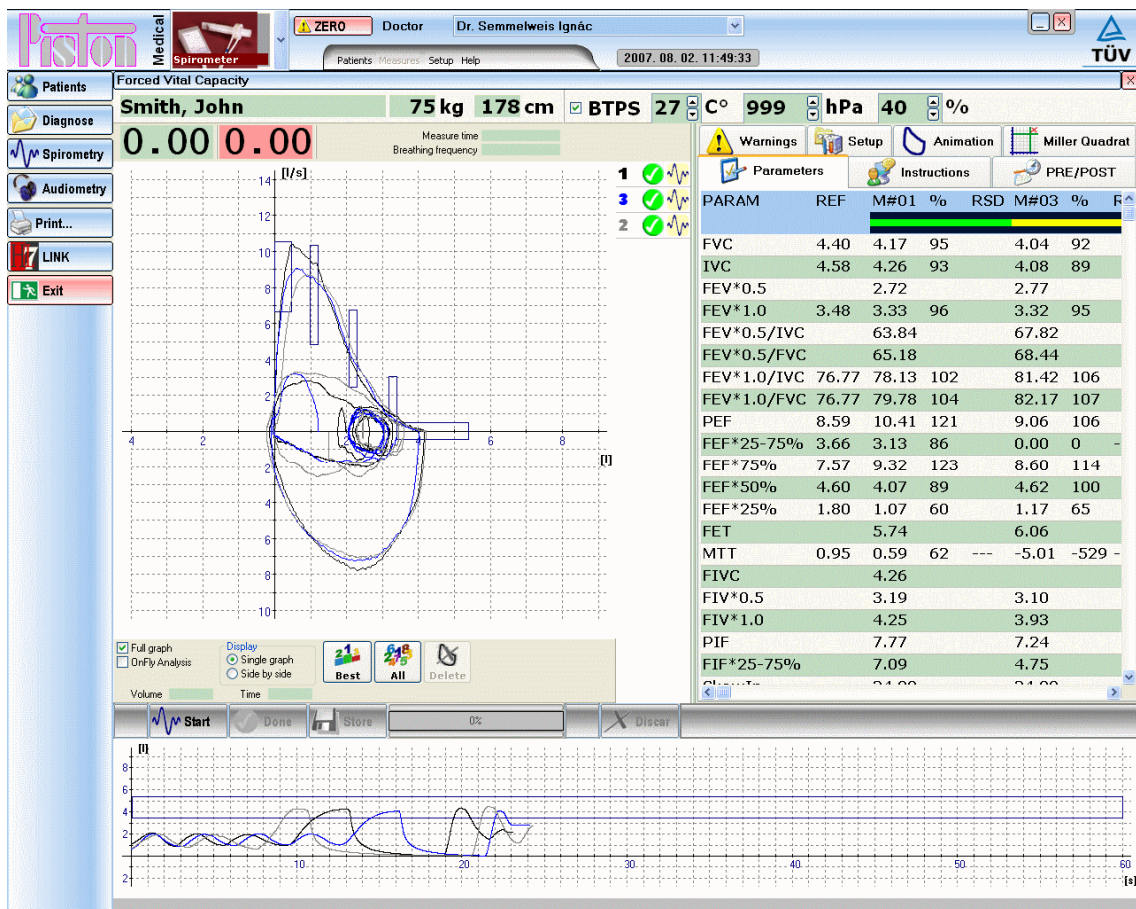 Piston Medical
Spirometer
ZERO Doctor Dr. Semmelweis Ignác
Patients Measures Setup Help
2007. 08. 02. 11:49:33
TÜV
Patients
Diagnose
Spirometry
Audiometry
Print...
H7 LINK
Exit
Forced Vital Capacity
Smith, John 75 kg 178 cm BTPS 27 C° 999 hPa 40 %
0.00 0.00
Measure time
Breathing frequency
1
3
2
[l/s]
14
12
10
8
6
4
2
4 2 2 4 6 8
[l]
2
4
6
8
10
Warnings Setup Animation Miller Quadrat
Parameters Instructions PRE/POST
PARAM REF M#01 % RSD M#03 %
FVC 4.40 4.17 95 4.04 92
IVC 4.58 4.26 93 4.08 89
FEV*0.5 2.72 2.77
FEV*1.0 3.48 3.33 96 3.32 95
FEV*0.5/IVC 63.84 67.82
FEV*0.5/FVC 65.18 68.44
FEV*1.0/IVC 76.77 78.13 102 81.42 106
FEV*1.0/FVC 76.77 79.78 104 82.17 107
PEF 8.59 10.41 121 9.06 106
FEF*25-75% 3.66 3.13 86 0.00 0 -
FEF*75% 7.57 9.32 123 8.60 114
FEF*50% 4.60 4.07 89 4.62 100
FEF*25% 1.80 1.07 60 1.17 65
FET 5.74 6.06
MTT 0.95 0.59 62 --- -5.01 -529 -
FIVC 4.26
FIV*0.5 3.19 3.10
FIV*1.0 4.25 3.93
PIF 7.77 7.24
FIF*25-75% 7.09 4.75
Full graph
OnFly Analysis
Display
Single graph
Side by side
Best All Delete
Volume Time
Start Done Store 0% Discar
[l]
8
6
4
2
10 20 30 40 50 60
2
[s]